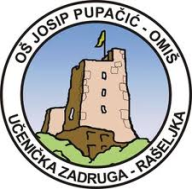 OŠ JOSIP PUPAČIĆ - OMIŠ
UČENIČKA ZADRUGA - RAŠELJKA